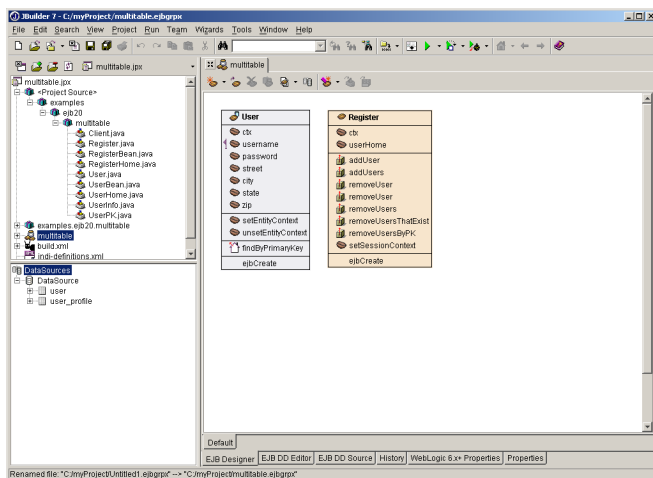 JBuilder 7 - C:/myProject/multitable.ejbgrpx
File Edit Search View Project Run Team Wizards Tools Window Help
multitable.jpx
multitable
multitable.jpx
<Project Source>
examples
ejb20
multitable
Client.java
Register.java
RegisterBean.java
RegisterHome.java
User.java
UserBean.java
UserHome.java
UserInfo.java
UserPK.java
examples.ejb20.multitable
multitable
build.xml
indi-definitions.xml
DataSources
DataSource
user
user_profile
User
ctx
username
password
street
city
state
zip
setEntityContext
unsetEntityContext
findByPrimaryKey
ejbCreate
Register
ctx
userHome
addUser
addUsers
removeUser
removeUser
removeUsers
removeUsersThatExist
removeUsersByPK
setSessionContext
ejbCreate
Default
EJB Designer EJB DD Editor EJB DD Source History WebLogic 6.x+ Properties Properties
Renamed file: "C:/myProject/Untitled1.ejbgrpx" --> "C:/myProject/multitable.ejbgrpx"